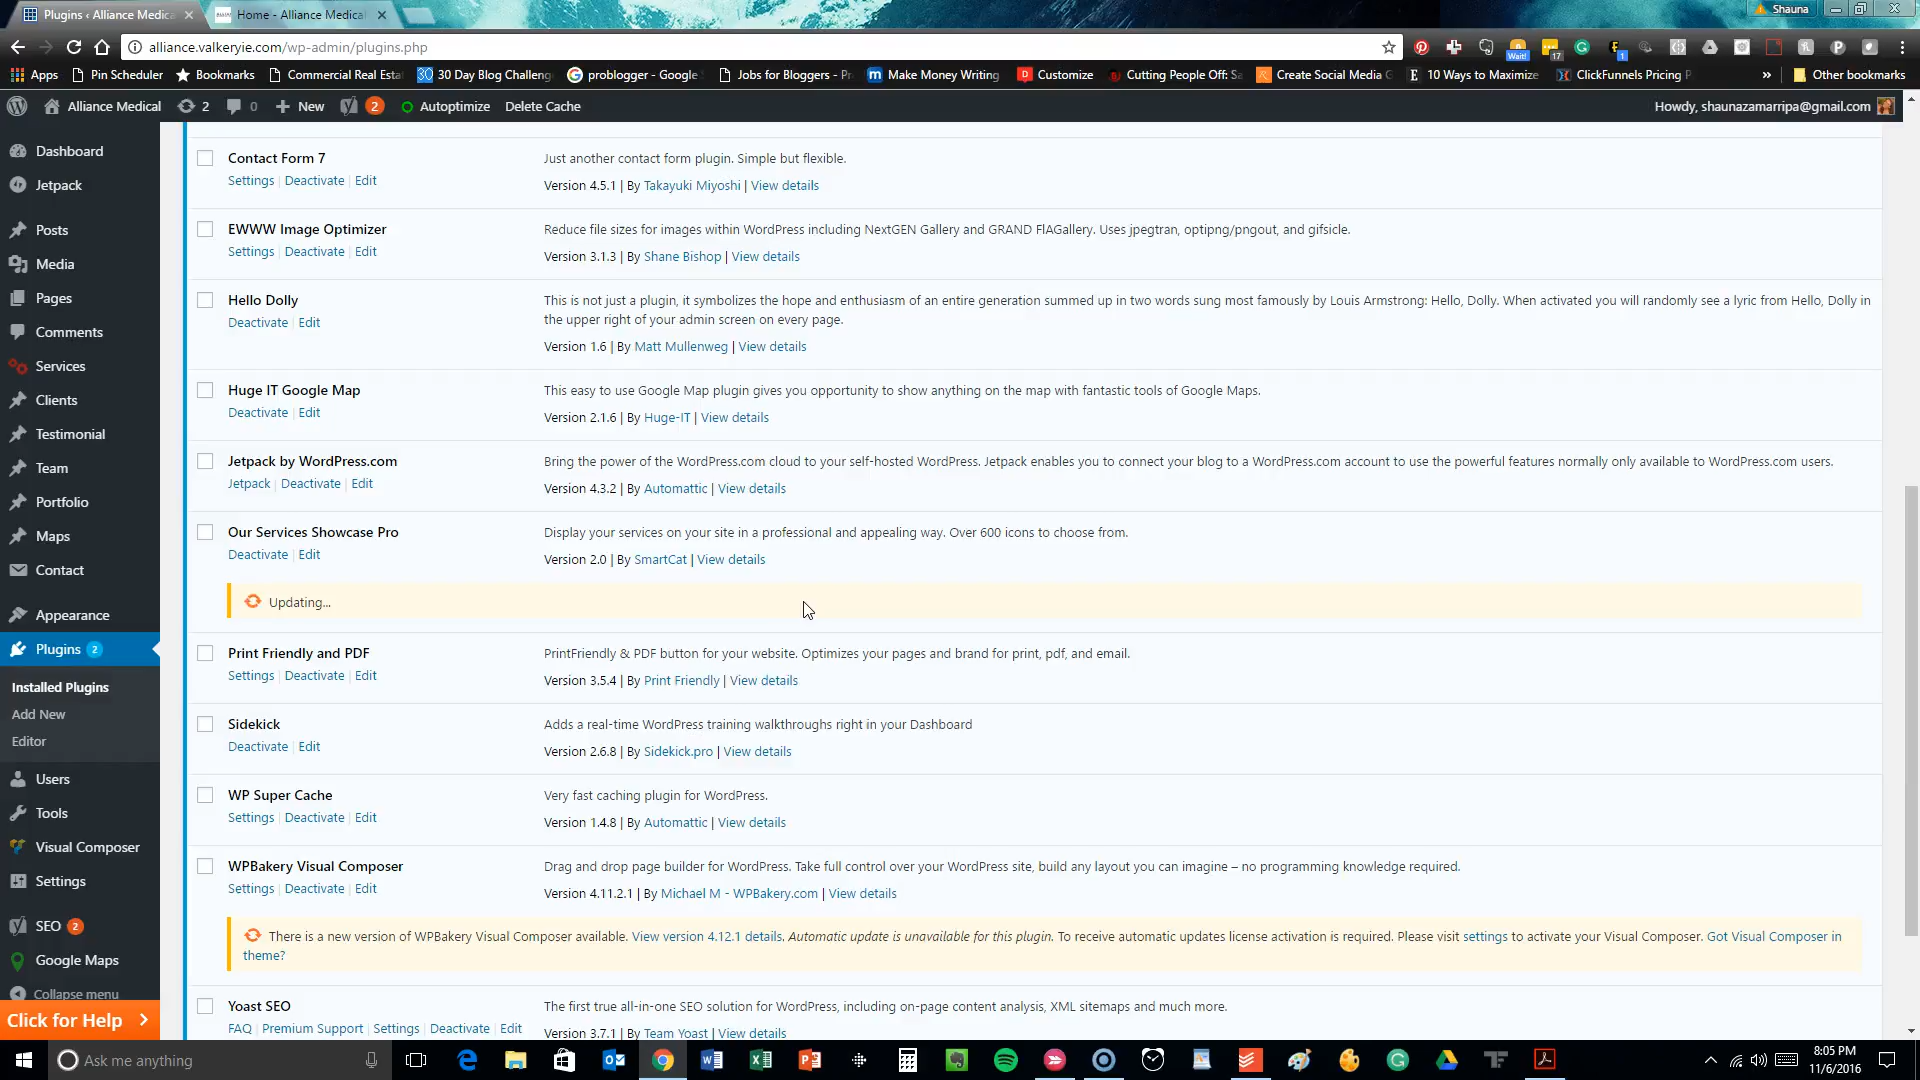 Plugins ‹ Alliance Medica
Home - Alliance Medical
Shauna
alliance.valkeryie.com/wp-admin/plugins.php
Wait!
17
1
Apps
Pin Scheduler
Bookmarks
Commercial Real Esta
30 Day Blog Challeng
problogger - Google
Jobs for Bloggers - Pr
Make Money Writing
Customize
Cutting People Off: Sa
Create Social Media G
10 Ways to Maximize
ClickFunnels Pricing P
»
Other bookmarks
Alliance Medical
2
0
New
2
Autoptimize
Delete Cache
Howdy, shaunazamarripa@gmail.com
Dashboard
Jetpack
Posts
Media
Pages
Comments
Services
Clients
Testimonial
Team
Portfolio
Maps
Contact
Appearance
Plugins 2
Installed Plugins
Add New
Editor
Users
Tools
Visual Composer
Settings
SEO 2
Google Maps
Collapse menu
Click for Help
Contact Form 7
Settings | Deactivate | Edit
Just another contact form plugin. Simple but flexible.
Version 4.5.1 | By Takayuki Miyoshi | View details
EWWW Image Optimizer
Settings | Deactivate | Edit
Reduce file sizes for images within WordPress including NextGEN Gallery and GRAND FlAGallery. Uses jpegtran, optipng/pngout, and gifsicle.
Version 3.1.3 | By Shane Bishop | View details
Hello Dolly
Deactivate | Edit
This is not just a plugin, it symbolizes the hope and enthusiasm of an entire generation summed up in two words sung most famously by Louis Armstrong: Hello, Dolly. When activated you will randomly see a lyric from Hello, Dolly in
the upper right of your admin screen on every page.
Version 1.6 | By Matt Mullenweg | View details
Huge IT Google Map
Deactivate | Edit
This easy to use Google Map plugin gives you opportunity to show anything on the map with fantastic tools of Google Maps.
Version 2.1.6 | By Huge-IT | View details
Jetpack by WordPress.com
Jetpack | Deactivate | Edit
Bring the power of the WordPress.com cloud to your self-hosted WordPress. Jetpack enables you to connect your blog to a WordPress.com account to use the powerful features normally only available to WordPress.com users.
Version 4.3.2 | By Automattic | View details
Our Services Showcase Pro
Deactivate | Edit
Display your services on your site in a professional and appealing way. Over 600 icons to choose from.
Version 2.0 | By SmartCat | View details
Updating...
Print Friendly and PDF
Settings | Deactivate | Edit
PrintFriendly & PDF button for your website. Optimizes your pages and brand for print, pdf, and email.
Version 3.5.4 | By Print Friendly | View details
Sidekick
Deactivate | Edit
Adds a real-time WordPress training walkthroughs right in your Dashboard
Version 2.6.8 | By Sidekick.pro | View details
WP Super Cache
Settings | Deactivate | Edit
Very fast caching plugin for WordPress.
Version 1.4.8 | By Automattic | View details
WPBakery Visual Composer
Settings | Deactivate | Edit
Drag and drop page builder for WordPress. Take full control over your WordPress site, build any layout you can imagine – no programming knowledge required.
Version 4.11.2.1 | By Michael M - WPBakery.com | View details
There is a new version of WPBakery Visual Composer available. View version 4.12.1 details. Automatic update is unavailable for this plugin. To receive automatic updates license activation is required. Please visit settings to activate your Visual Composer. Got Visual Composer in
theme?
Yoast SEO
FAQ | Premium Support | Settings | Deactivate | Edit
The first true all-in-one SEO solution for WordPress, including on-page content analysis, XML sitemaps and much more.
Version 3.7.1 | By Team Yoast | View details
Ask me anything
8:05 PM
11/6/2016